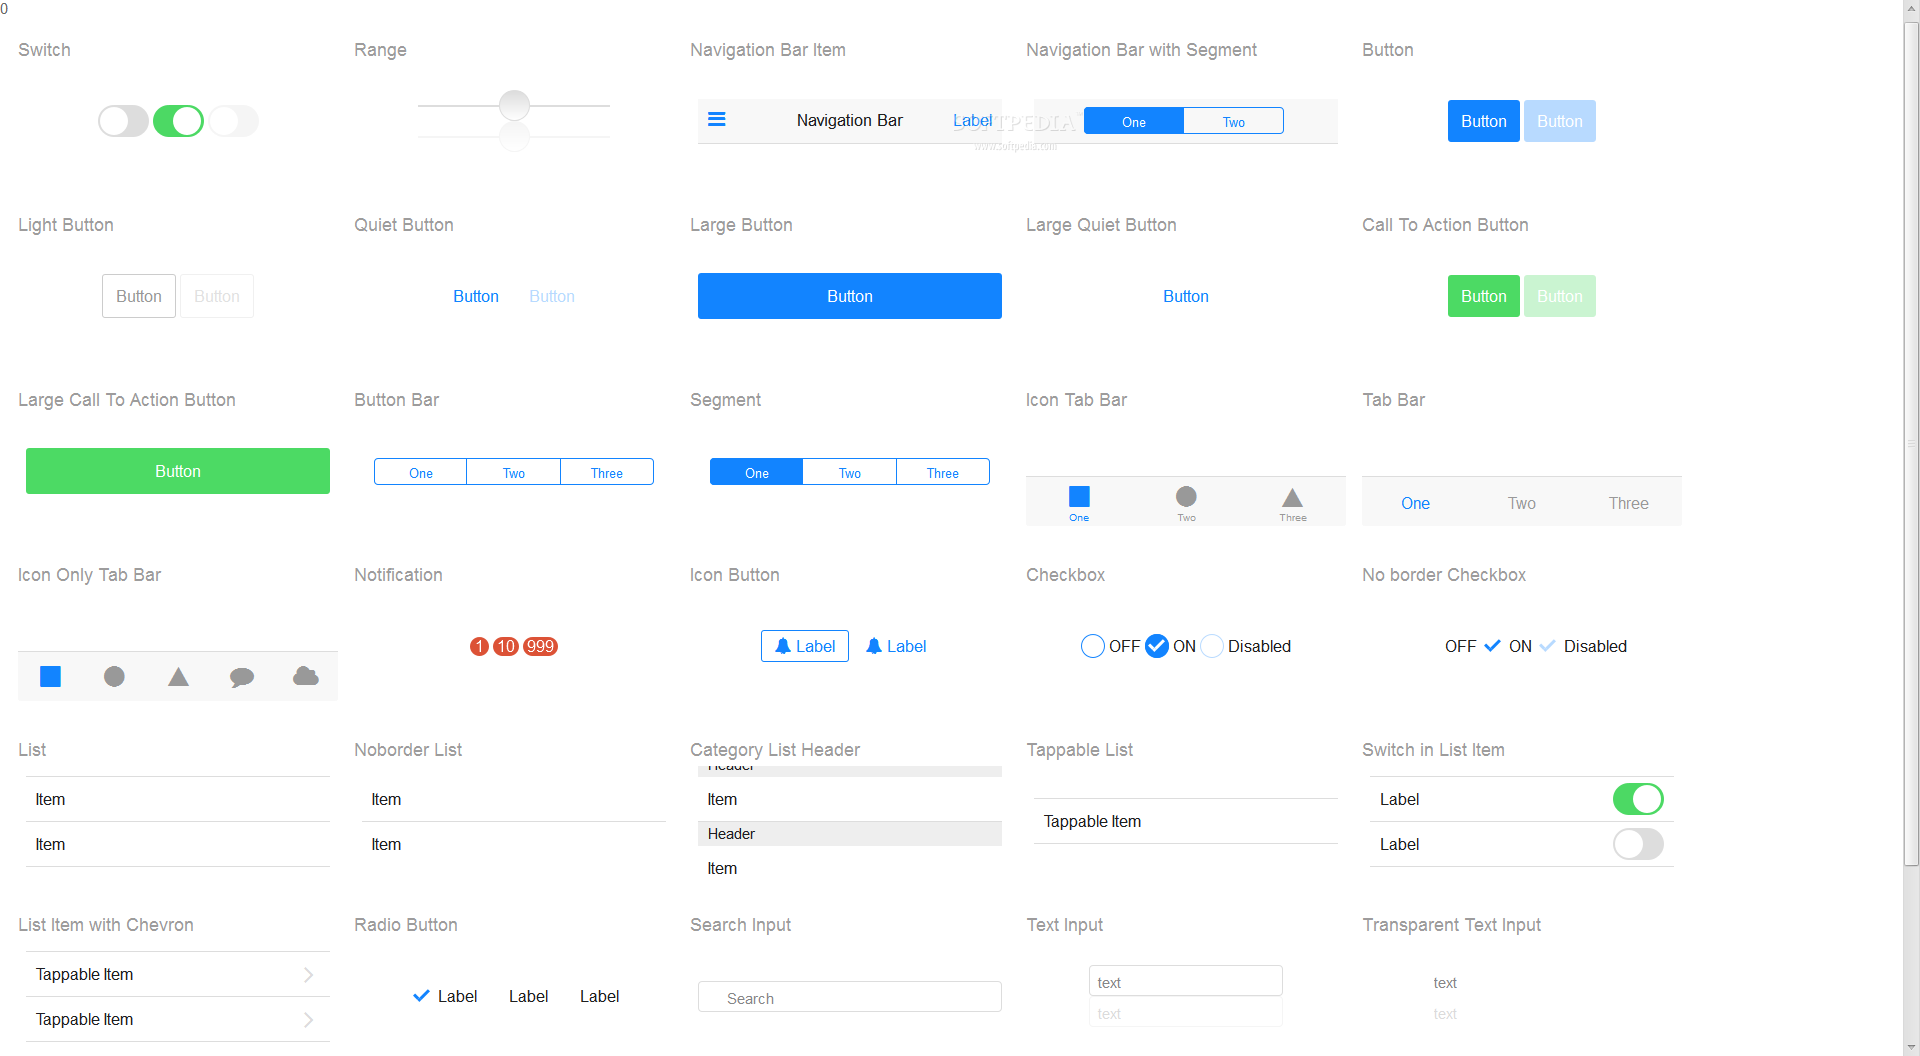 0
Switch Range Navigation Bar Item Navigation Bar with Segment Button
Navigation Bar Label One Two Button Button
SOFTPEDIA
www.softpedia.com
Light Button Quiet Button Large Button Large Quiet Button Call To Action Button
Button Button Button Button Button Button Button Button
Large Call To Action Button Button Bar Segment Icon Tab Bar Tab Bar
Button One Two Three One Two Three
One Two Three One Two Three
Icon Only Tab Bar Notification Icon Button Checkbox No border Checkbox
1 10 999 Label Label OFF ON Disabled OFF ON Disabled
List Noborder List Category List Header Tappable List Switch in List Item
Header
Item Item Item Label
Tappable Item
Header
Item Item Label
Item
List Item with Chevron Radio Button Search Input Text Input Transparent Text Input
Tappable Item text text
Label Label Label Search
Tappable Item text text